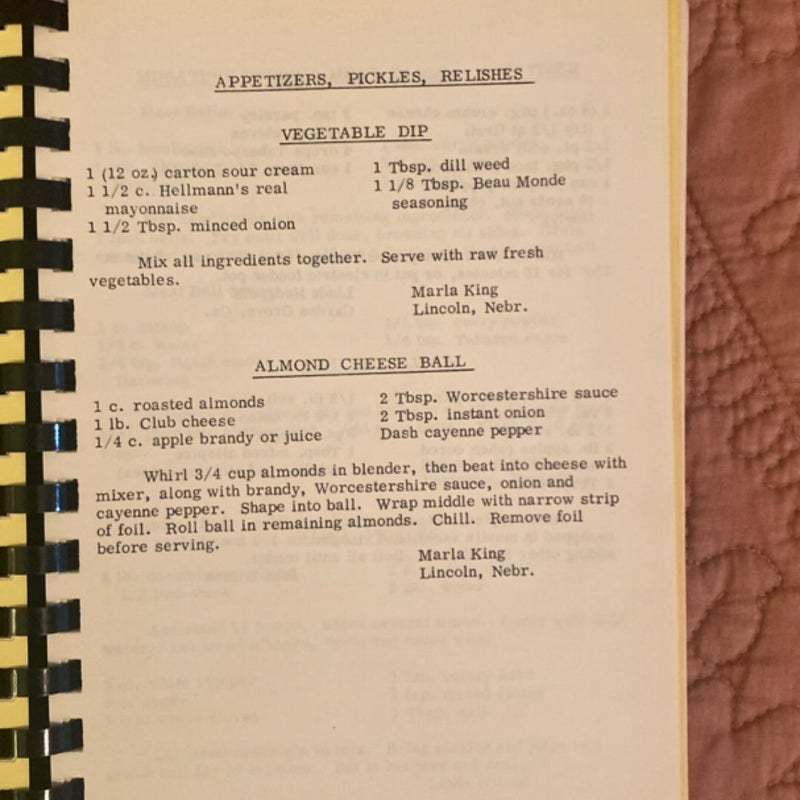 APPETIZERS, PICKLES, RELISHES
VEGETABLE DIP
1 (12 oz.) carton sour cream
1 1/2 c. Hellmann's real
mayonnaise
1 1/2 Tbsp. minced onion
1 Tbsp. dill weed
1 1/8 Tbsp. Beau Monde
seasoning
Mix all ingredients together. Serve with raw fresh
vegetables.
Marla King
Lincoln, Nebr.
ALMOND CHEESE BALL
1 c. roasted almonds
1 lb. Club cheese
1/4 c. apple brandy or juice
2 Tbsp. Worcestershire sauce
2 Tbsp. instant onion
Dash cayenne pepper
Whirl 3/4 cup almonds in blender, then beat into cheese with
mixer, along with brandy, Worcestershire sauce, onion and
cayenne pepper. Shape into ball. Wrap middle with narrow strip
of foil. Roll ball in remaining almonds. Chill. Remove foil
before serving.
Marla King
Lincoln, Nebr.